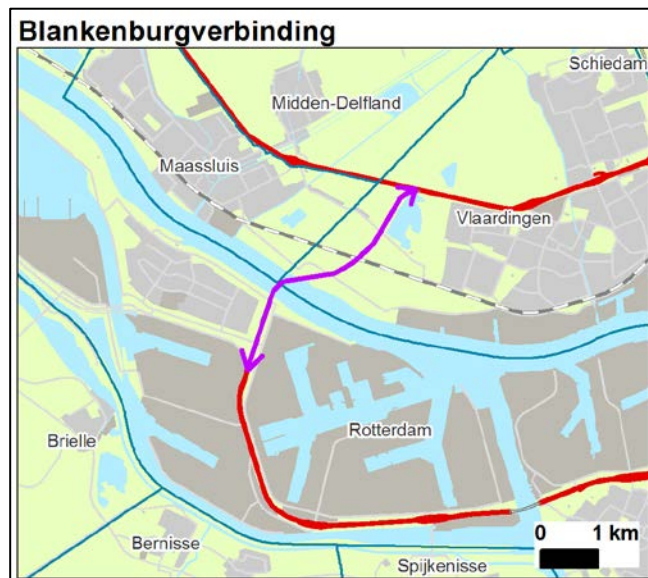 Blankenburgverbinding
Schiedam
Midden-Delfland
Maassluis
Vlaardingen
Rotterdam
Brielle
Bernisse
Spijkenisse
0 1 km